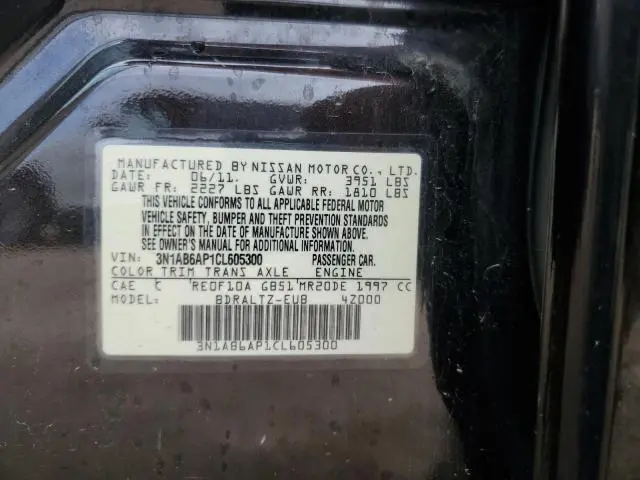 MANUFACTURED BY NISSAN MOTOR CO., LTD.
DATE: 06/11. GVWR: 3951 LBS
GAWR FR: 2227 LBS GAWR RR: 1810 LBS
THIS VEHICLE CONFORMS TO ALL APPLICABLE FEDERAL MOTOR
VEHICLE SAFETY, BUMPER AND THEFT PREVENTION STANDARDS
IN EFFECT ON THE DATE OF MANUFACTURE SHOWN ABOVE.
SEE OWNER'S MANUAL FOR ADDITIONAL INFORMATION.
VIN: 3N1AB6AP1CL605300 PASSENGER CAR.
COLOR TRIM TRANS AXLE ENGINE
CAE C RE0F10A GB51 MR20DE 1997 CC
MODEL: BDRALTZ-EUB 4Z000
3N1AB6AP1CL605300